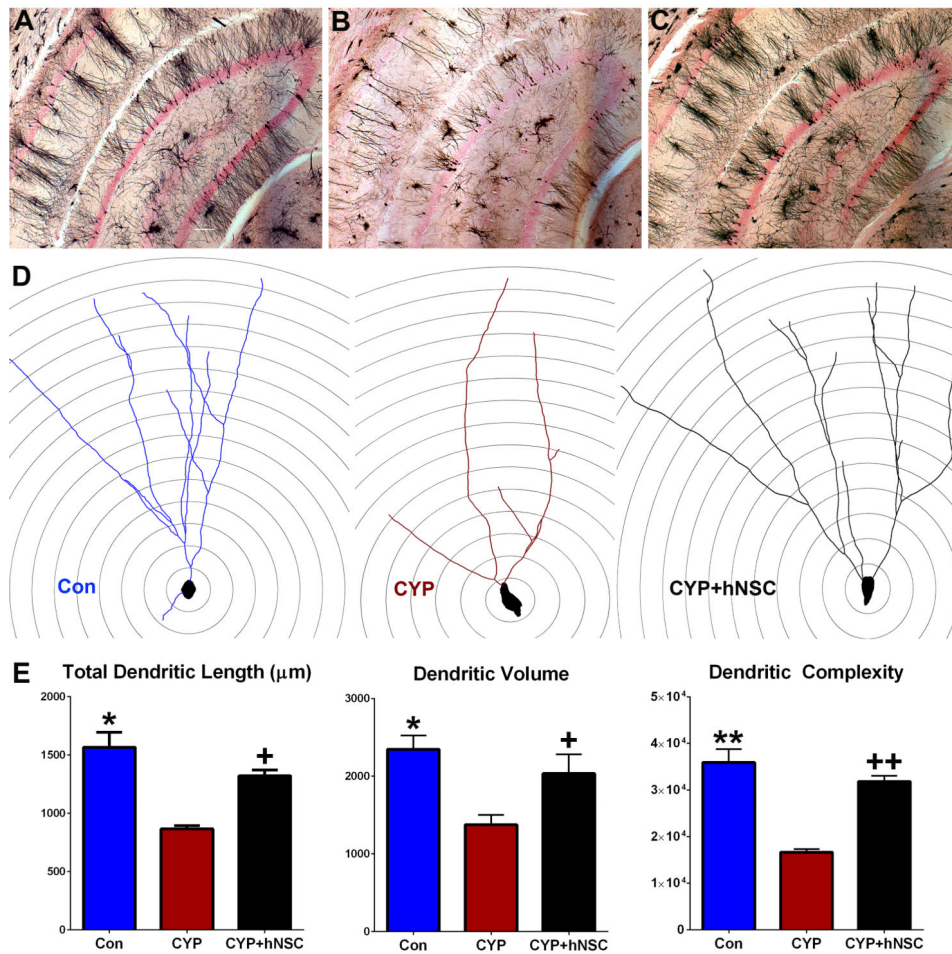 A B C
D
Con CYP CYP+hNSC
E
Total Dendritic Length (μm)
2000
1500
1000
500
0
* +
Con CYP CYP+hNSC
Dendritic Volume
3000
2000
1000
0
* +
Con CYP CYP+hNSC
Dendritic Complexity
5×10⁴
4×10⁴
3×10⁴
2×10⁴
1×10⁴
0
** ++
Con CYP CYP+hNSC